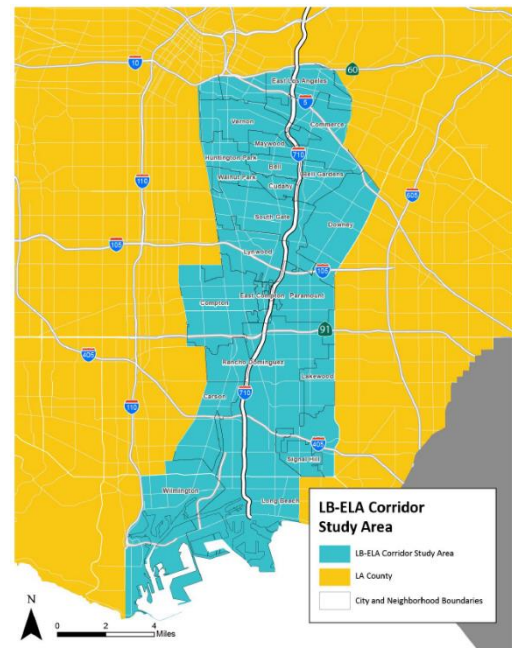 10
60
East Los Angeles
5
Vernon
Commerce
Maywood
Huntington Park
Bell
710
110
Walnut Park
Bell Gardens
Cudahy
605
South Gate
Downey
105
Lynwood
105
Compton
East Compton
Paramount
91
405
Rancho Dominguez
Lakewood
Carson
710
110
405
Signal Hill
Wilmington
Long Beach
LB-ELA Corridor
Study Area
LB-ELA Corridor Study Area
LA County
City and Neighborhood Boundaries
N
0 2 4
Miles